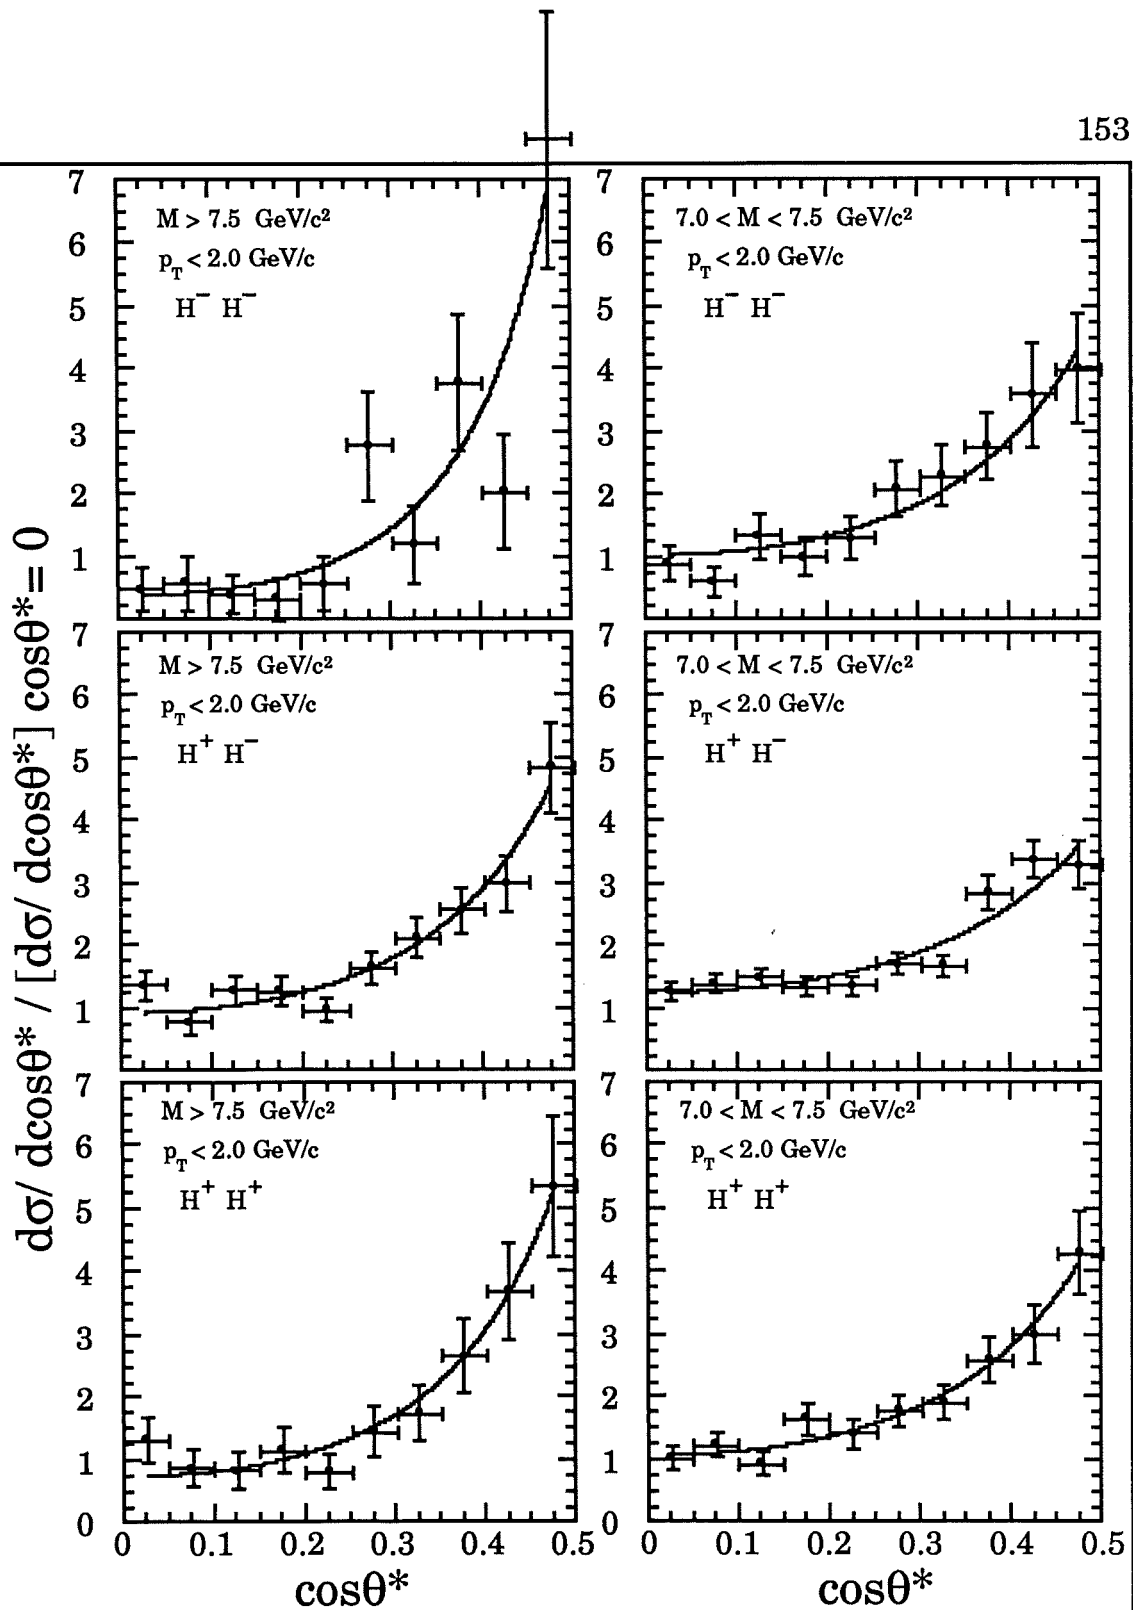 153
dσ/ dcosθ* / [dσ/ dcosθ*] cosθ*= 0
7
6
5
4
3
2
1
M > 7.5 GeV/c²
p_T < 2.0 GeV/c
H⁻ H⁻
7
6
5
4
3
2
1
7.0 < M < 7.5 GeV/c²
p_T < 2.0 GeV/c
H⁻ H⁻
7
6
5
4
3
2
1
M > 7.5 GeV/c²
p_T < 2.0 GeV/c
H⁺ H⁻
7
6
5
4
3
2
1
7.0 < M < 7.5 GeV/c²
p_T < 2.0 GeV/c
H⁺ H⁻
7
6
5
4
3
2
1
0
M > 7.5 GeV/c²
p_T < 2.0 GeV/c
H⁺ H⁺
7
6
5
4
3
2
1
0
7.0 < M < 7.5 GeV/c²
p_T < 2.0 GeV/c
H⁺ H⁺
0 0.1 0.2 0.3 0.4 0.5
0 0.1 0.2 0.3 0.4 0.5
cosθ*
cosθ*